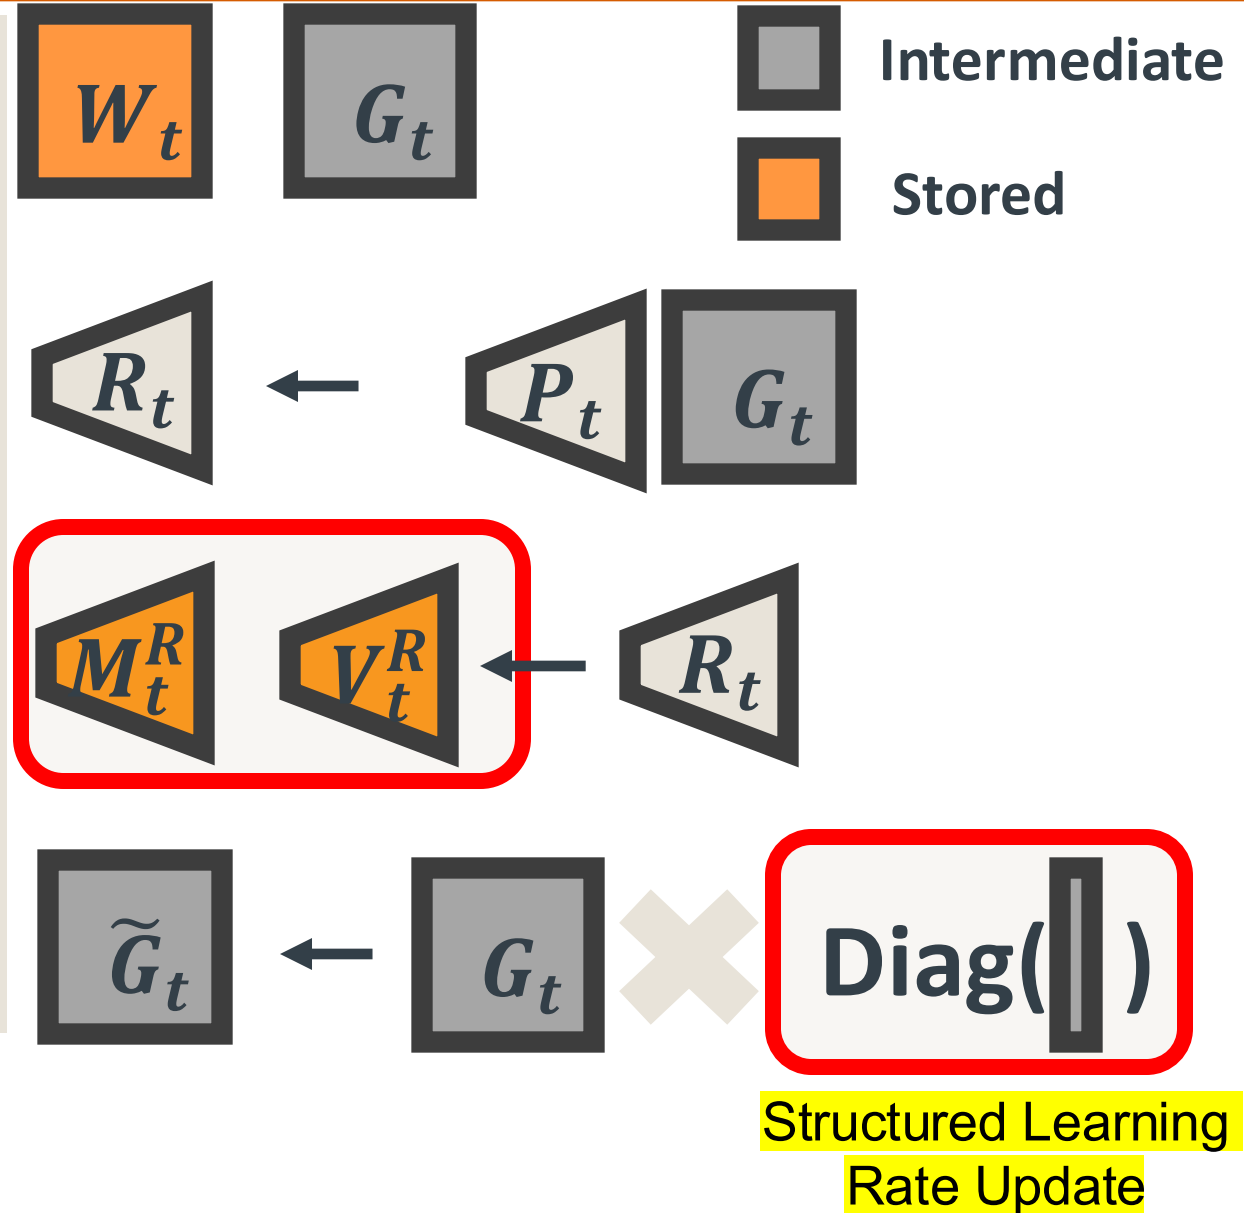 W_t G_t Intermediate
Stored
R_t ← P_t G_t
M_t^R V_t^R ← R_t
G̃_t ← G_t × Diag( )
Structured Learning
Rate Update